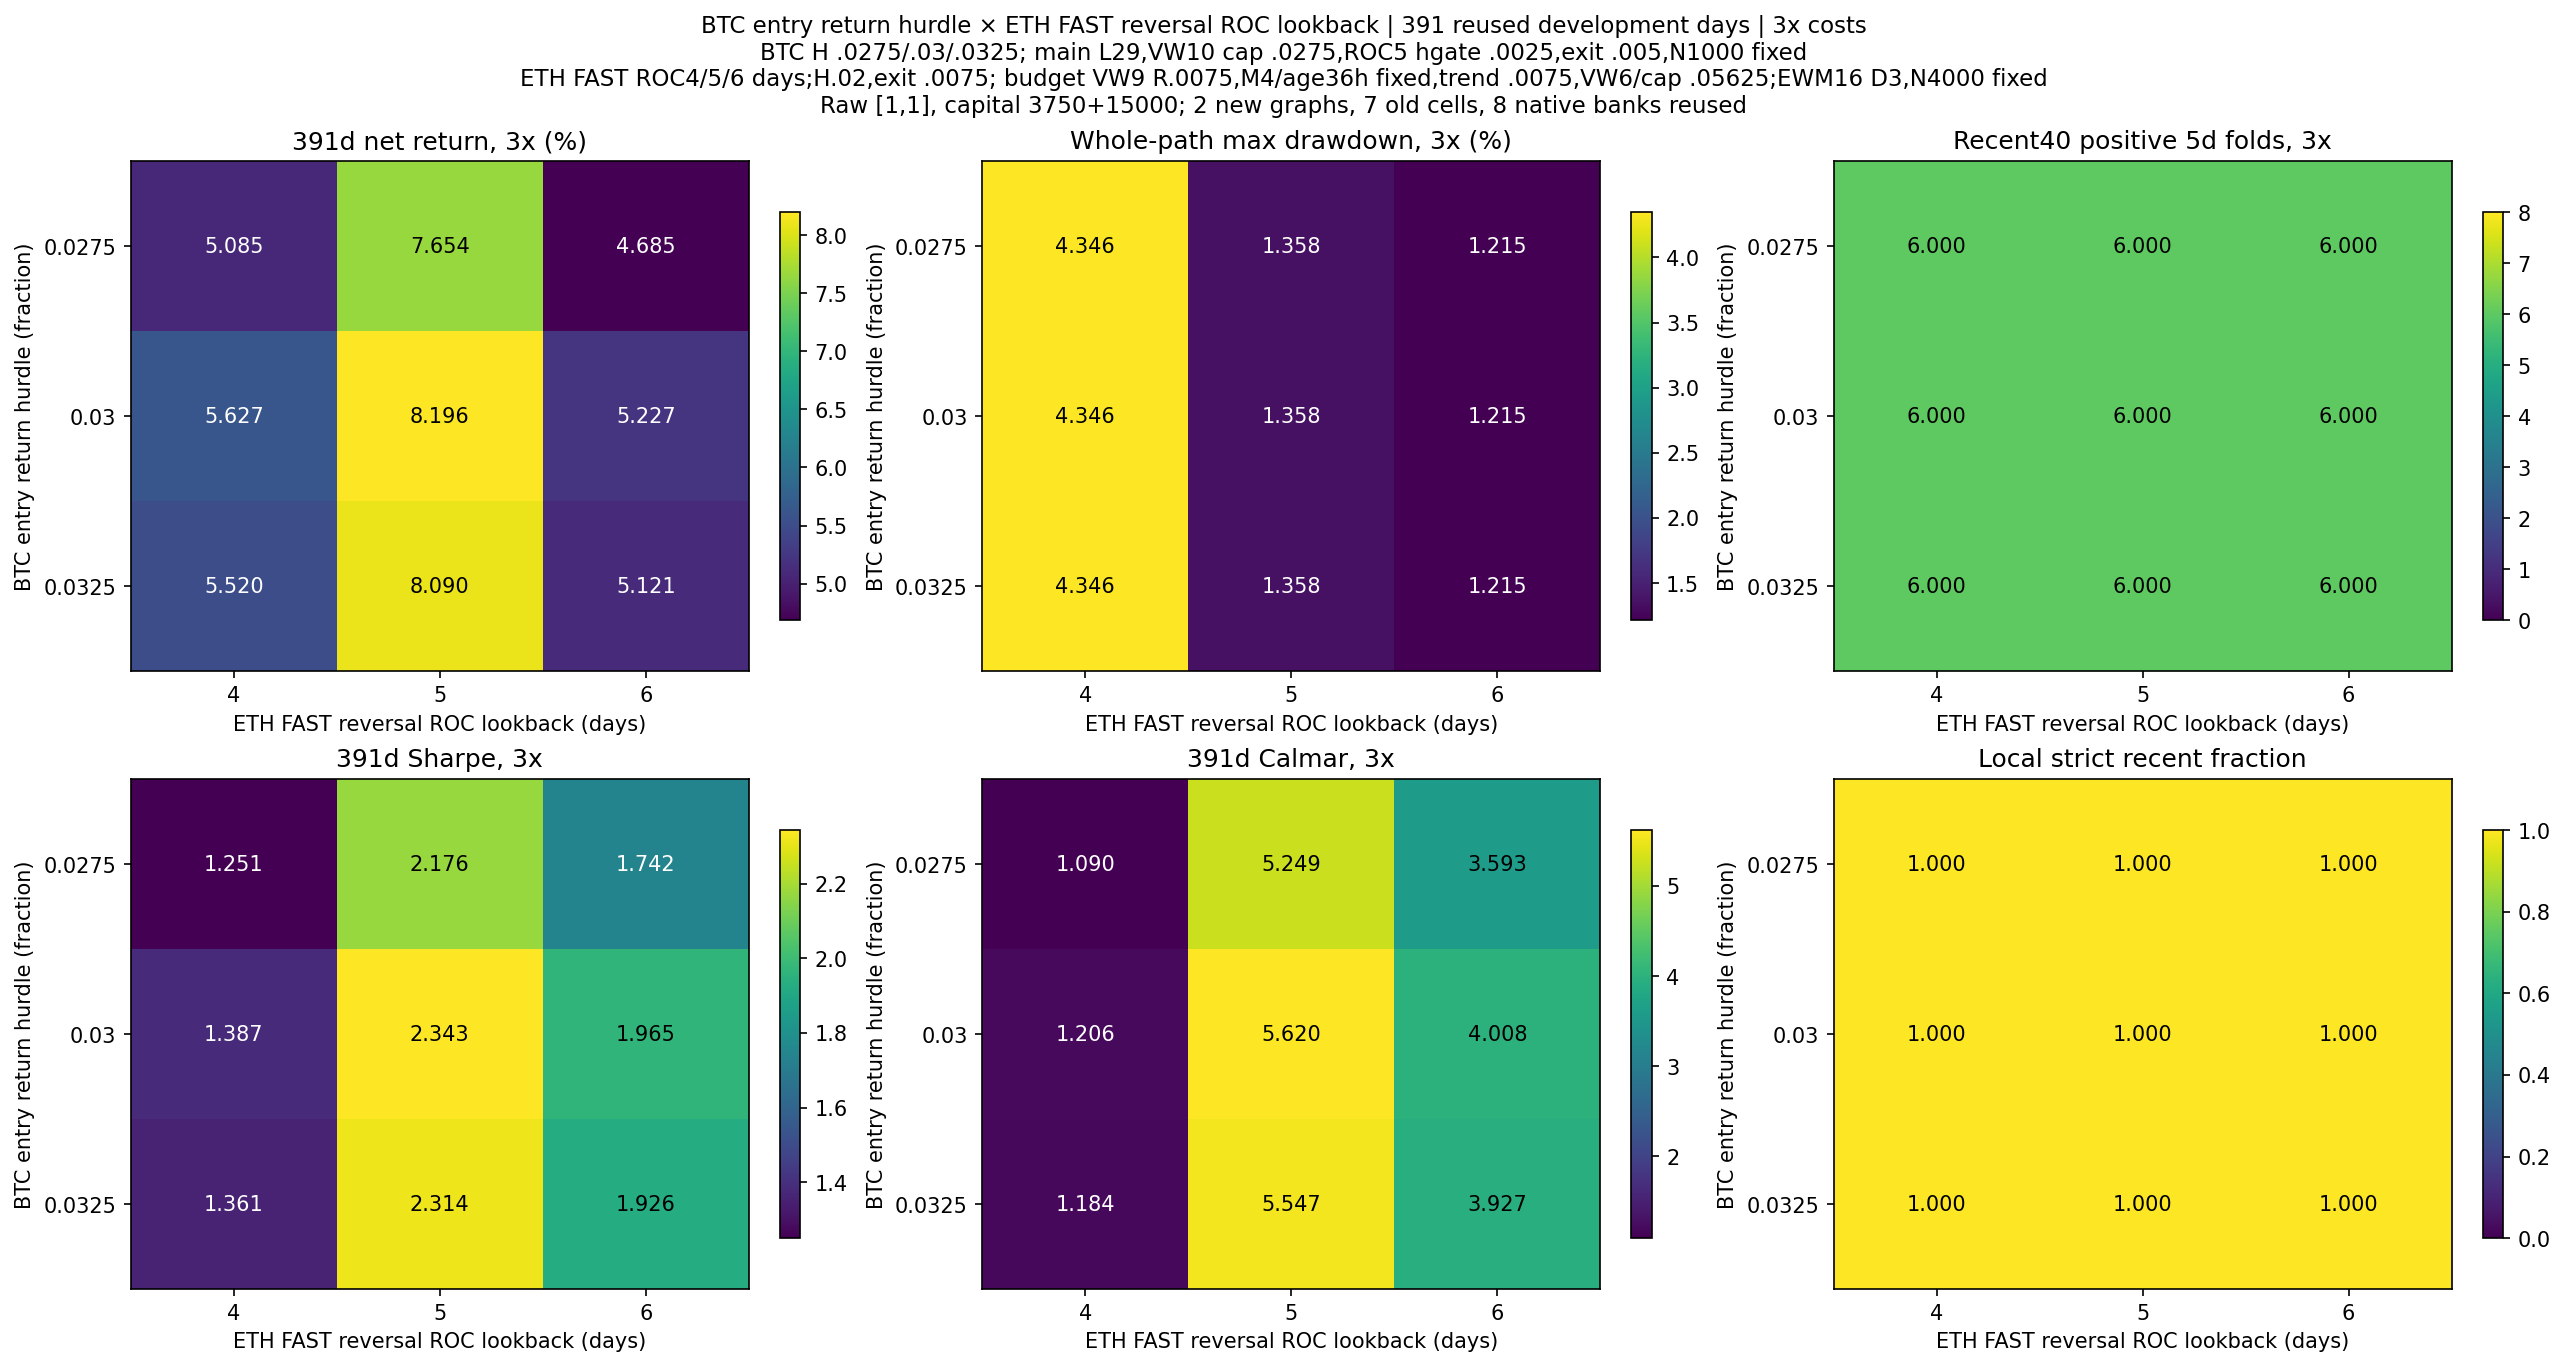 BTC entry return hurdle × ETH FAST reversal ROC lookback | 391 reused development days | 3x costs
BTC H .0275/.03/.0325; main L29,VW10 cap .0275,ROC5 hgate .0025,exit .005,N1000 fixed
ETH FAST ROC4/5/6 days;H.02,exit .0075; budget VW9 R.0075,M4/age36h fixed,trend .0075,VW6/cap .05625;EWM16 D3,N4000 fixed
Raw [1,1], capital 3750+15000; 2 new graphs, 7 old cells, 8 native banks reused
391d net return, 3x (%)
BTC entry return hurdle (fraction)
0.0275
0.03
0.0325
5.085 7.654 4.685
5.627 8.196 5.227
5.520 8.090 5.121
4 5 6
ETH FAST reversal ROC lookback (days)
8.0
7.5
7.0
6.5
6.0
5.5
5.0
Whole-path max drawdown, 3x (%)
BTC entry return hurdle (fraction)
0.0275
0.03
0.0325
4.346 1.358 1.215
4.346 1.358 1.215
4.346 1.358 1.215
4 5 6
ETH FAST reversal ROC lookback (days)
4.0
3.5
3.0
2.5
2.0
1.5
Recent40 positive 5d folds, 3x
BTC entry return hurdle (fraction)
0.0275
0.03
0.0325
6.000 6.000 6.000
6.000 6.000 6.000
6.000 6.000 6.000
4 5 6
ETH FAST reversal ROC lookback (days)
8
7
6
5
4
3
2
1
0
391d Sharpe, 3x
BTC entry return hurdle (fraction)
0.0275
0.03
0.0325
1.251 2.176 1.742
1.387 2.343 1.965
1.361 2.314 1.926
4 5 6
ETH FAST reversal ROC lookback (days)
2.2
2.0
1.8
1.6
1.4
391d Calmar, 3x
BTC entry return hurdle (fraction)
0.0275
0.03
0.0325
1.090 5.249 3.593
1.206 5.620 4.008
1.184 5.547 3.927
4 5 6
ETH FAST reversal ROC lookback (days)
5
4
3
2
Local strict recent fraction
BTC entry return hurdle (fraction)
0.0275
0.03
0.0325
1.000 1.000 1.000
1.000 1.000 1.000
1.000 1.000 1.000
4 5 6
ETH FAST reversal ROC lookback (days)
1.0
0.8
0.6
0.4
0.2
0.0